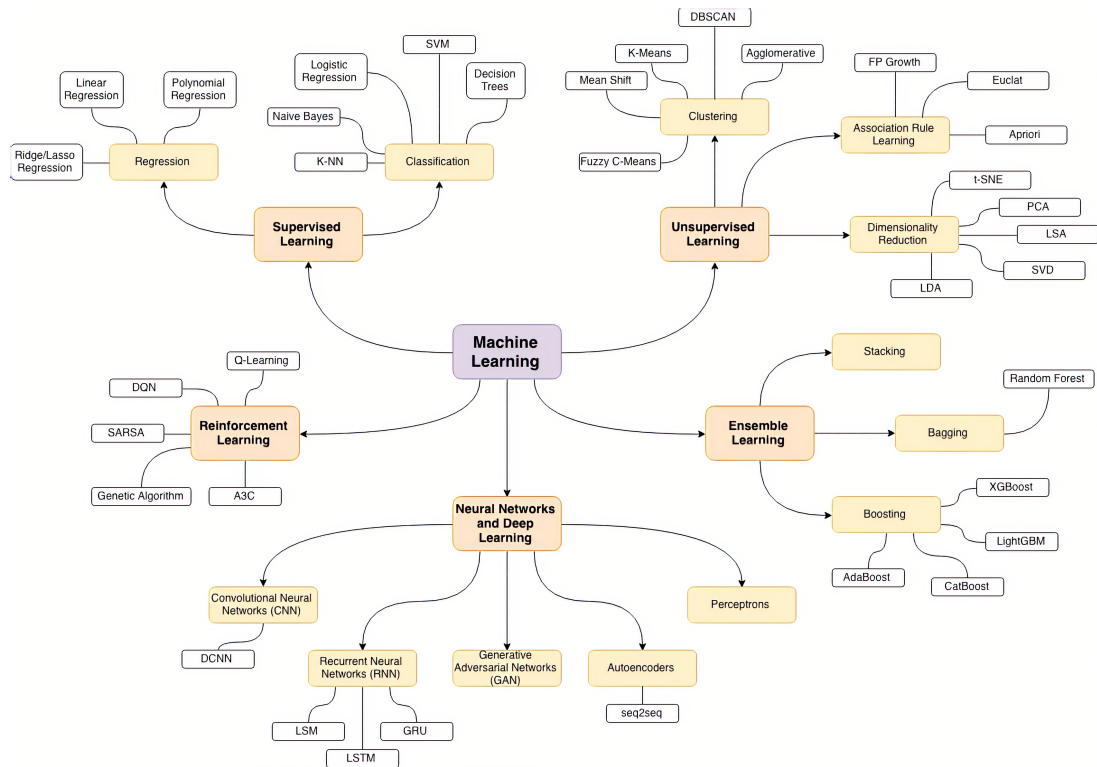 DBSCAN
SVM
K-Means
Agglomerative
FP Growth
Logistic
Regression
Linear
Regression
Polynomial
Regression
Decision
Trees
Mean Shift
Euclat
Clustering
Naive Bayes
Association Rule
Learning
Apriori
Ridge/Lasso
Regression
Regression
K-NN
Classification
Fuzzy C-Means
t-SNE
PCA
Supervised
Learning
Unsupervised
Learning
Dimensionality
Reduction
LSA
SVD
LDA
Machine
Learning
Stacking
Q-Learning
DQN
Random Forest
Reinforcement
Learning
SARSA
Ensemble
Learning
Bagging
Genetic Algorithm
A3C
XGBoost
Neural Networks
and Deep
Learning
Boosting
LightGBM
AdaBoost
CatBoost
Convolutional Neural
Networks (CNN)
Perceptrons
DCNN
Recurrent Neural
Networks (RNN)
Generative
Adversarial Networks
(GAN)
Autoencoders
seq2seq
LSM
GRU
LSTM